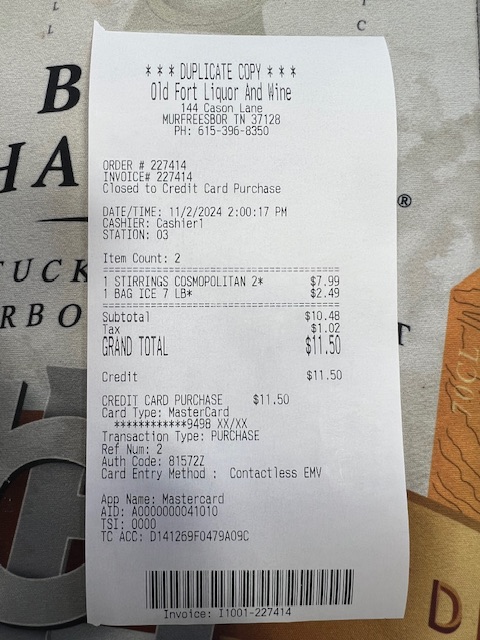 *** DUPLICATE COPY ***
Old Fort Liquor And Wine
144 Cason Lane
MURFREESBOR TN 37128
PH: 615-396-8350
ORDER # 227414
INVOICE# 227414
Closed to Credit Card Purchase
DATE/TIME: 11/2/2024 2:00:17 PM
CASHIER: Cashier1
STATION: 03
Item Count: 2
1 STIRRINGS COSMOPOLITAN 2* $7.99
1 BAG ICE 7 LB* $2.49
Subtotal $10.48
Tax $1.02
GRAND TOTAL $11.50
Credit $11.50
CREDIT CARD PURCHASE $11.50
Card Type: MasterCard
************9498 XX/XX
Transaction Type: PURCHASE
Ref Num: 2
Auth Code: 81572Z
Card Entry Method : Contactless EMV
App Name: Mastercard
AID: A0000000041010
TSI: 0000
TC ACC: D141269F0479A09C
Invoice: I1001-227414
B
HA
®
TUCK
RBO
T
D